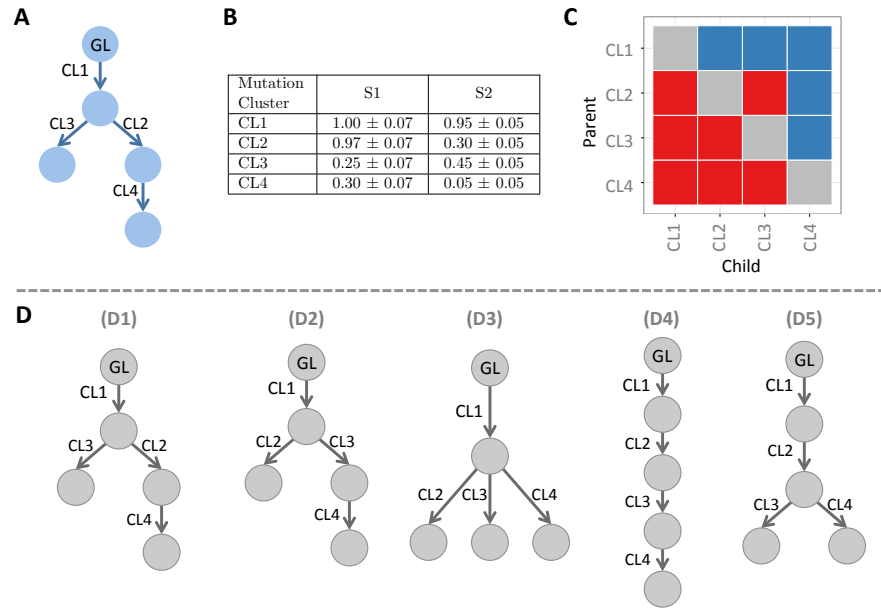 A
GL
CL1
CL3
CL2
CL4
B
Mutation Cluster S1 S2
CL1 1.00 ± 0.07 0.95 ± 0.05
CL2 0.97 ± 0.07 0.30 ± 0.05
CL3 0.25 ± 0.07 0.45 ± 0.05
CL4 0.30 ± 0.07 0.05 ± 0.05
C
Parent
CL1
CL2
CL3
CL4
CL1 CL2 CL3 CL4
Child
D
(D1)
GL
CL1
CL3 CL2
CL4
(D2)
GL
CL1
CL2 CL3
CL4
(D3)
GL
CL1
CL2 CL3 CL4
(D4)
GL
CL1
CL2
CL3
CL4
(D5)
GL
CL1
CL2
CL3 CL4